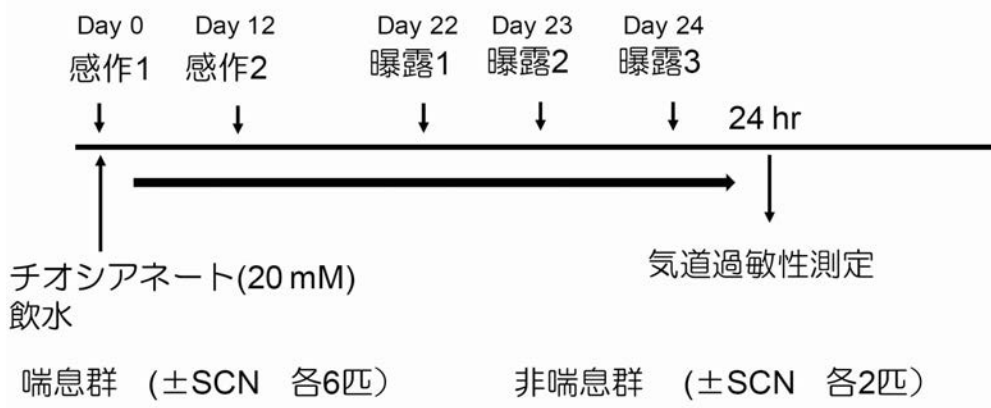 Day 0 Day 12 Day 22 Day 23 Day 24
感作1 感作2 曝露1 曝露2 曝露3
24 hr
チオシアネート(20 mM)
飲水
気道過敏性測定
喘息群 (±SCN 各6匹) 非喘息群 (±SCN 各2匹)